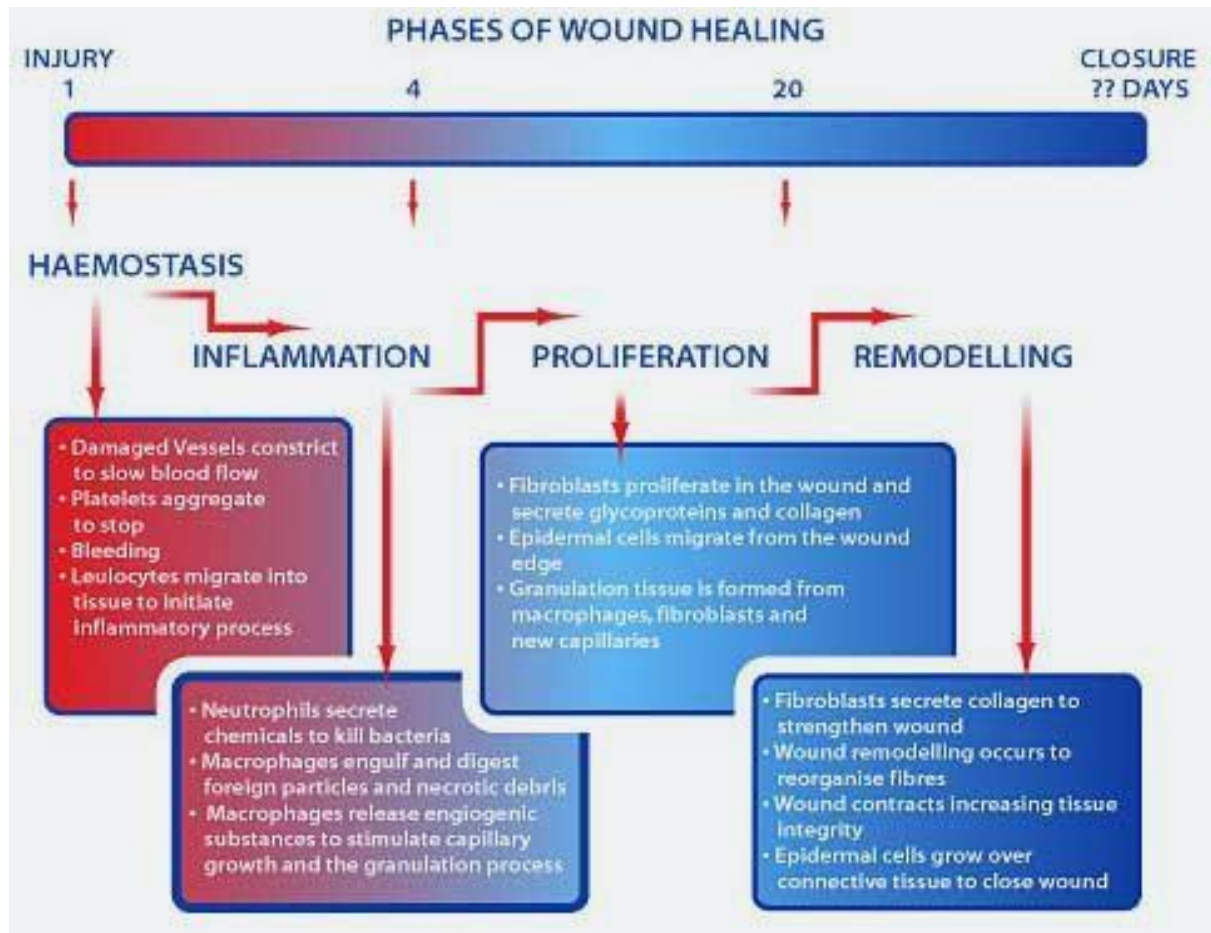 PHASES OF WOUND HEALING
INJURY
1
4
20
CLOSURE
?? DAYS
HAEMOSTASIS
INFLAMMATION
PROLIFERATION
REMODELLING
• Damaged Vessels constrict
to slow blood flow
• Platelets aggregate
to stop
• Bleeding
• Leulocytes migrate into
tissue to initiate
inflammatory process
• Neutrophils secrete
chemicals to kill bacteria
• Macrophages engulf and digest
foreign particles and necrotic debris
• Macrophages release engiogenic
substances to stimulate capillary
growth and the granulation process
• Fibroblasts proliferate in the wound and
secrete glycoproteins and collagen
• Epidermal cells migrate from the wound
edge
• Granulation tissue is formed from
macrophages, fibroblasts and
new capillaries
• Fibroblasts secrete collagen to
strengthen wound
• Wound remodelling occurs to
reorganise fibres
• Wound contracts increasing tissue
integrity
• Epidermal cells grow over
connective tissue to close wound